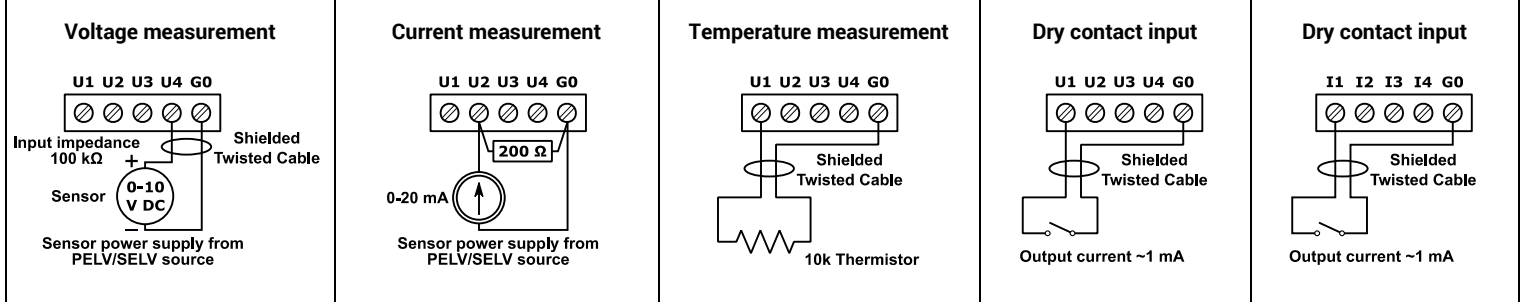 Voltage measurement
U1 U2 U3 U4 G0
Input impedance
100 kΩ
Shielded
Twisted Cable
+
Sensor
0-10
V DC
–
Sensor power supply from
PELV/SELV source
Current measurement
U1 U2 U3 U4 G0
200 Ω
0-20 mA
Sensor power supply from
PELV/SELV source
Temperature measurement
U1 U2 U3 U4 G0
Shielded
Twisted Cable
10k Thermistor
Dry contact input
U1 U2 U3 U4 G0
Shielded
Twisted Cable
Output current ~1 mA
Dry contact input
I1 I2 I3 I4 G0
Shielded
Twisted Cable
Output current ~1 mA